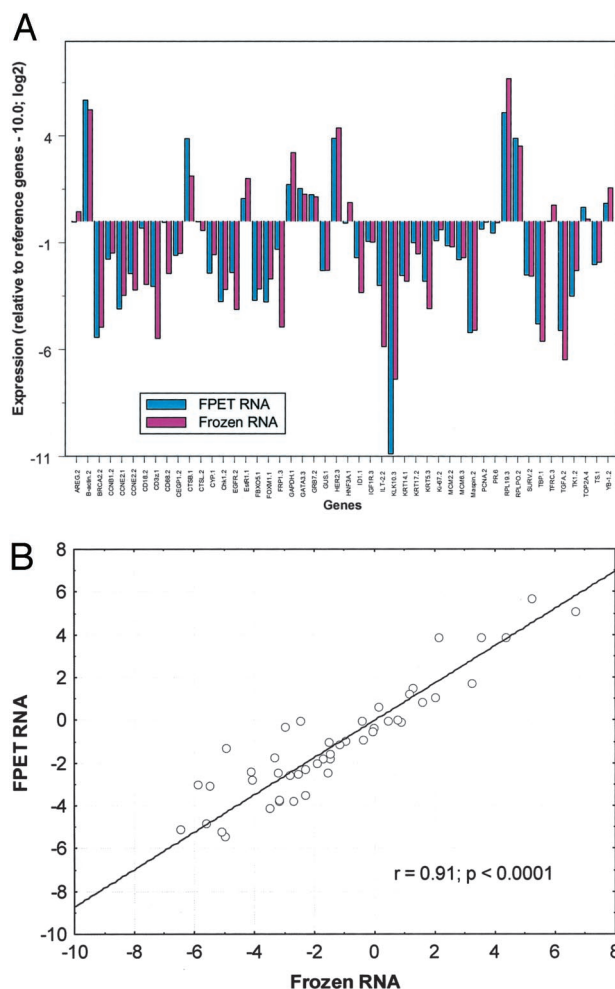 A
Expression (relative to reference genes - 10.0; log2)
4
-1
-6
-11
FPET RNA
Frozen RNA
AREG.2
B-actin.2
BRCA2.2
CCNB1.2
CCNE2.1
CCNE2.2
CD18.2
CD3z.1
CD68.2
CEGP1.2
CTSB.1
CTSL.2
CYP.1
Chk1.2
EGFR.2
EstR1.1
FBXO5.1
FOXM1.1
FRP1.3
GAPDH.1
GATA3.3
GRB7.2
GUS.1
HER2.3
HNF3A.1
ID1.1
IGF1R.3
ILT-2.2
KLK10.3
KRT14.1
KRT17.2
KRT5.3
Ki-67.2
MCM2.2
MCM6.3
Maspin.2
PCNA.2
PR.6
RPL19.3
RPLPO.2
SURV.2
TBP.1
TFRC.3
TGFA.2
TK1.2
TOP2A.4
TS.1
YB-1.2
Genes
B
FPET RNA
8
6
4
2
0
-2
-4
-6
-8
-10
r = 0.91; p < 0.0001
-10 -8 -6 -4 -2 0 2 4 6 8
Frozen RNA